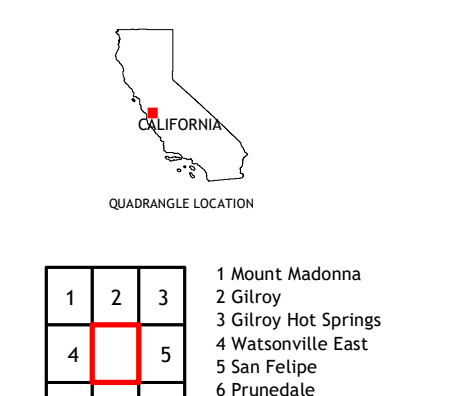 CALIFORNIA
QUADRANGLE LOCATION
1 2 3
4 5
1 Mount Madonna
2 Gilroy
3 Gilroy Hot Springs
4 Watsonville East
5 San Felipe
6 Prunedale